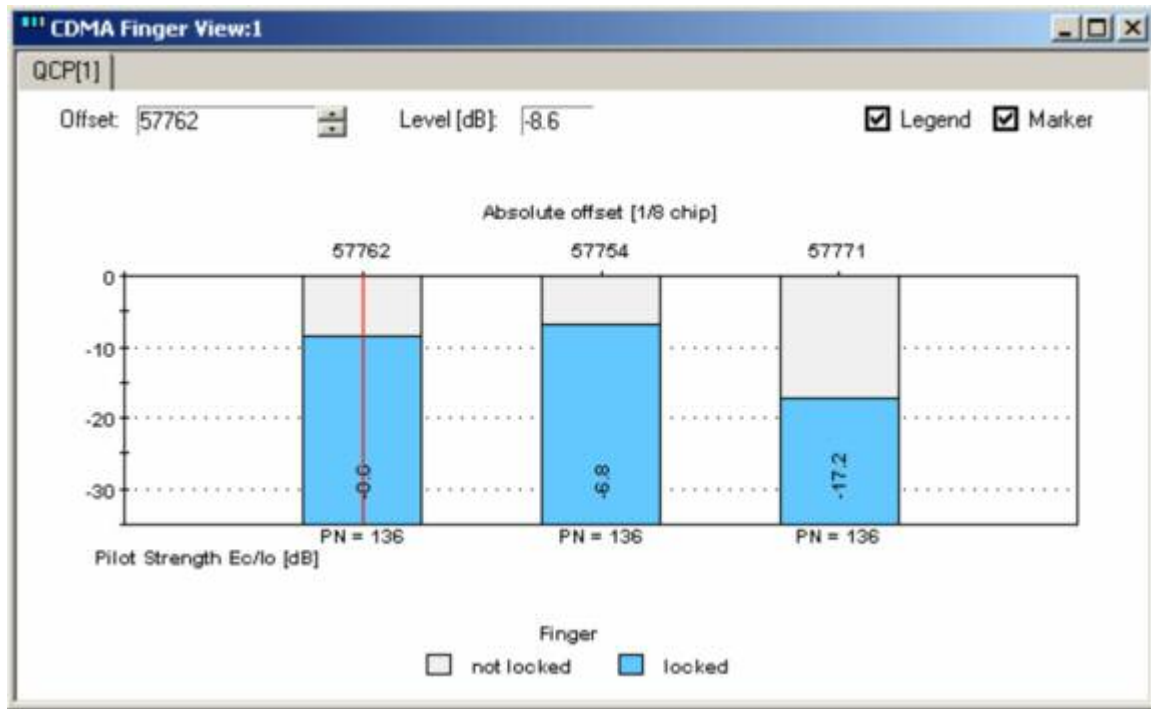 CDMA Finger View:1
QCP[1]
Offset: 57762 Level [dB]: -8.6 Legend Marker
Absolute offset [1/8 chip]
57762 57754 57771
0
-10
-20
-30
-8.6 -6.8 -17.2
PN = 136 PN = 136 PN = 136
Pilot Strength Ec/Io [dB]
Finger
not locked locked